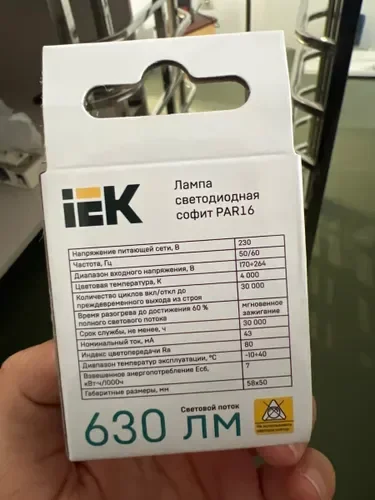 IEK
Лампа
светодиодная
софит PAR16
Напряжение питающей сети, В 230
Частота, Гц 50/60
Диапазон входного напряжения, В 170÷264
Цветовая температура, К 4 000
Количество циклов вкл/откл до
преждевременного выхода из строя 30 000
Время разогрева до достижения 60 %
полного светового потока мгновенное
зажигание
Срок службы, не менее, ч 30 000
Номинальный ток, мА 43
Индекс цветопередачи Ra 80
Диапазон температур эксплуатации, °C -10÷40
Взвешенное энергопотребление Ec6,
кВт·ч/1000ч 7
Габаритные размеры, мм 58x50
Световой поток
630 лм